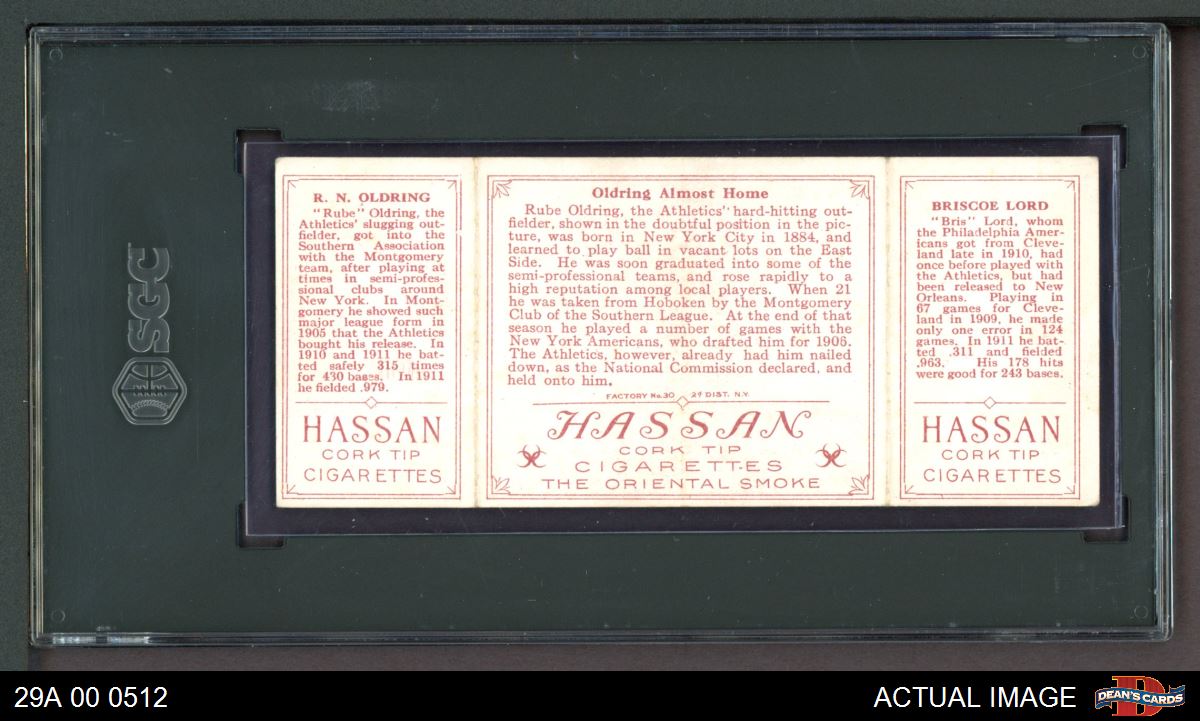 SGC
R. N. OLDRING
"Rube" Oldring, the
Athletics' slugging out-
fielder, got into the
Southern Association
with the Montgomery
team, after playing at
times in semi-profes-
sional clubs around
New York. In Mont-
gomery he showed such
major league form in
1905 that the Athletics
bought his release. In
1910 and 1911 he bat-
ted safely 315 times
for 430 bases. In 1911
he fielded .979.
HASSAN
CORK TIP
CIGARETTES
Oldring Almost Home
Rube Oldring, the Athletics' hard-hitting out-
fielder, shown in the doubtful position in the pic-
ture, was born in New York City in 1884, and
learned to play ball in vacant lots on the East
Side. He was soon graduated into some of the
semi-professional teams, and rose rapidly to a
high reputation among local players. When 21
he was taken from Hoboken by the Montgomery
Club of the Southern League. At the end of that
season he played a number of games with the
New York Americans, who drafted him for 1906.
The Athletics, however, already had him nailed
down, as the National Commission declared, and
held onto him.
FACTORY No. 30 2d DIST. N.Y.
HASSAN
CORK TIP
CIGARETTES
THE ORIENTAL SMOKE
BRISCOE LORD
"Bris" Lord, whom
the Philadelphia Amer-
icans got from Cleve-
land late in 1910, had
once before played with
the Athletics, but had
been released to New
Orleans. Playing in
67 games for Cleve-
land in 1909, he made
only one error in 124
games. In 1911 he bat-
ted .311 and fielded
.963. His 178 hits
were good for 243 bases.
HASSAN
CORK TIP
CIGARETTES
29A 00 0512
ACTUAL IMAGE
DEAN'S CARDS